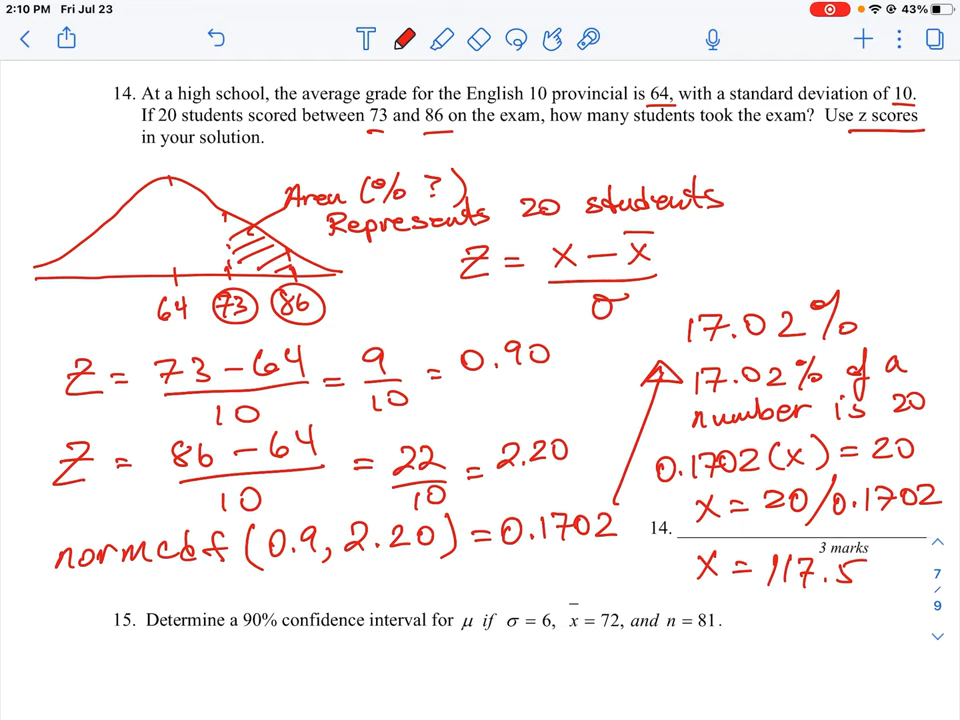 2:10 PM Fri Jul 23 43%
T
14. At a high school, the average grade for the English 10 provincial is 64, with a standard deviation of 10.
If 20 students scored between 73 and 86 on the exam, how many students took the exam? Use z scores
in your solution.
Area (% ?)
Represents 20 students
Z = x − x̅ / σ
64 73 86
Z = 73 − 64 / 10 = 9 / 10 = 0.90
Z = 86 − 64 / 10 = 22 / 10 = 2.20
normcdf (0.9, 2.20) = 0.1702
17.02%
17.02% of a
number is 20
0.1702(x) = 20
x = 20/0.1702
14.
3 marks
x = 117.5
7
/
9
15. Determine a 90% confidence interval for μ if σ = 6, x̅ = 72, and n = 81.